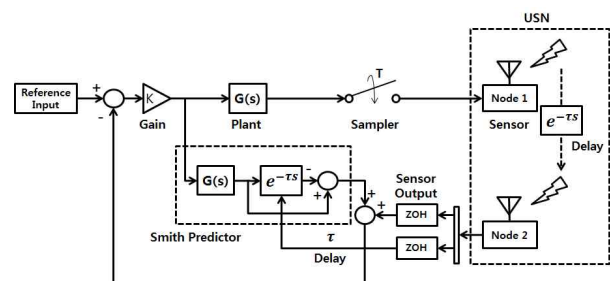 USN
T
Reference
Input
+
-
K
Gain
G(s)
Plant
Sampler
Node 1
Sensor
e^{-τs}
Delay
G(s)
e^{-τs}
-
+
Smith Predictor
+
+
Sensor
Output
ZOH
τ
Delay
ZOH
Node 2